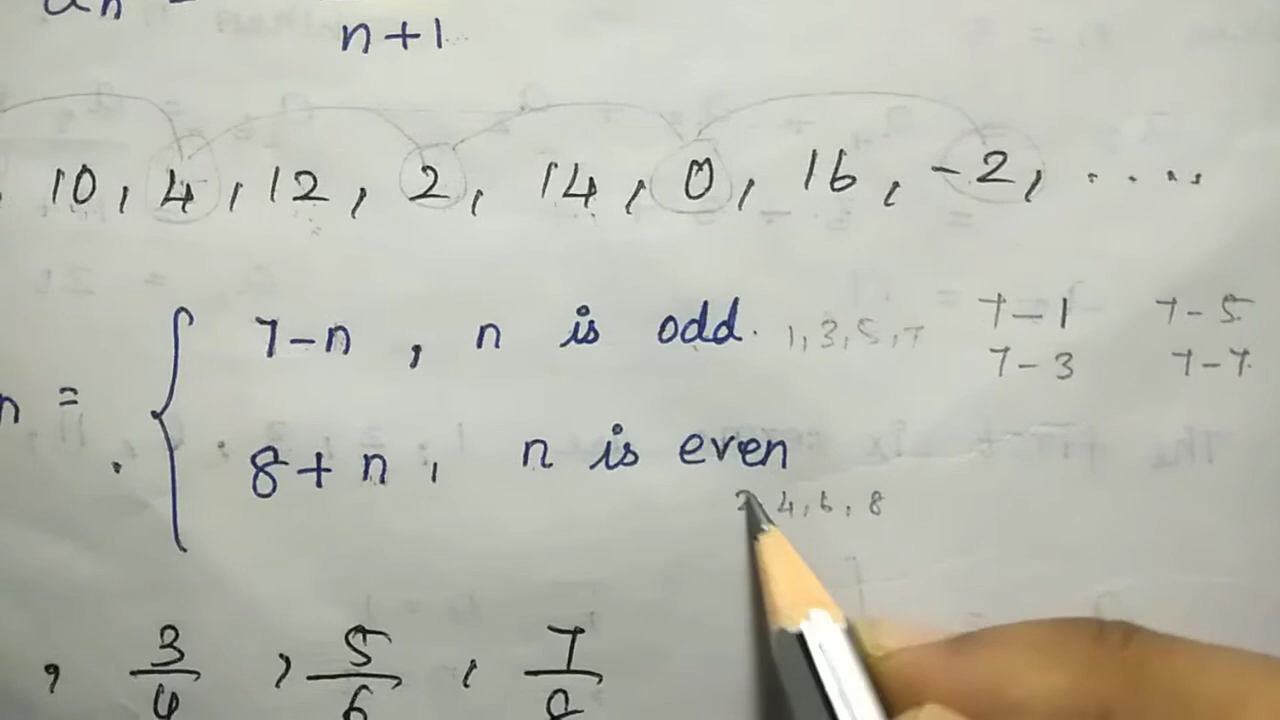 n+1
10, 4, 12, 2, 14, 0, 16, -2, ....
7-n , n is odd. 1, 3, 5, 7 7-1 7-5
7-3 7-7
n = {
8+n , n is even
2, 4, 6, 8
, 3/4 , 5/6 , 7/8